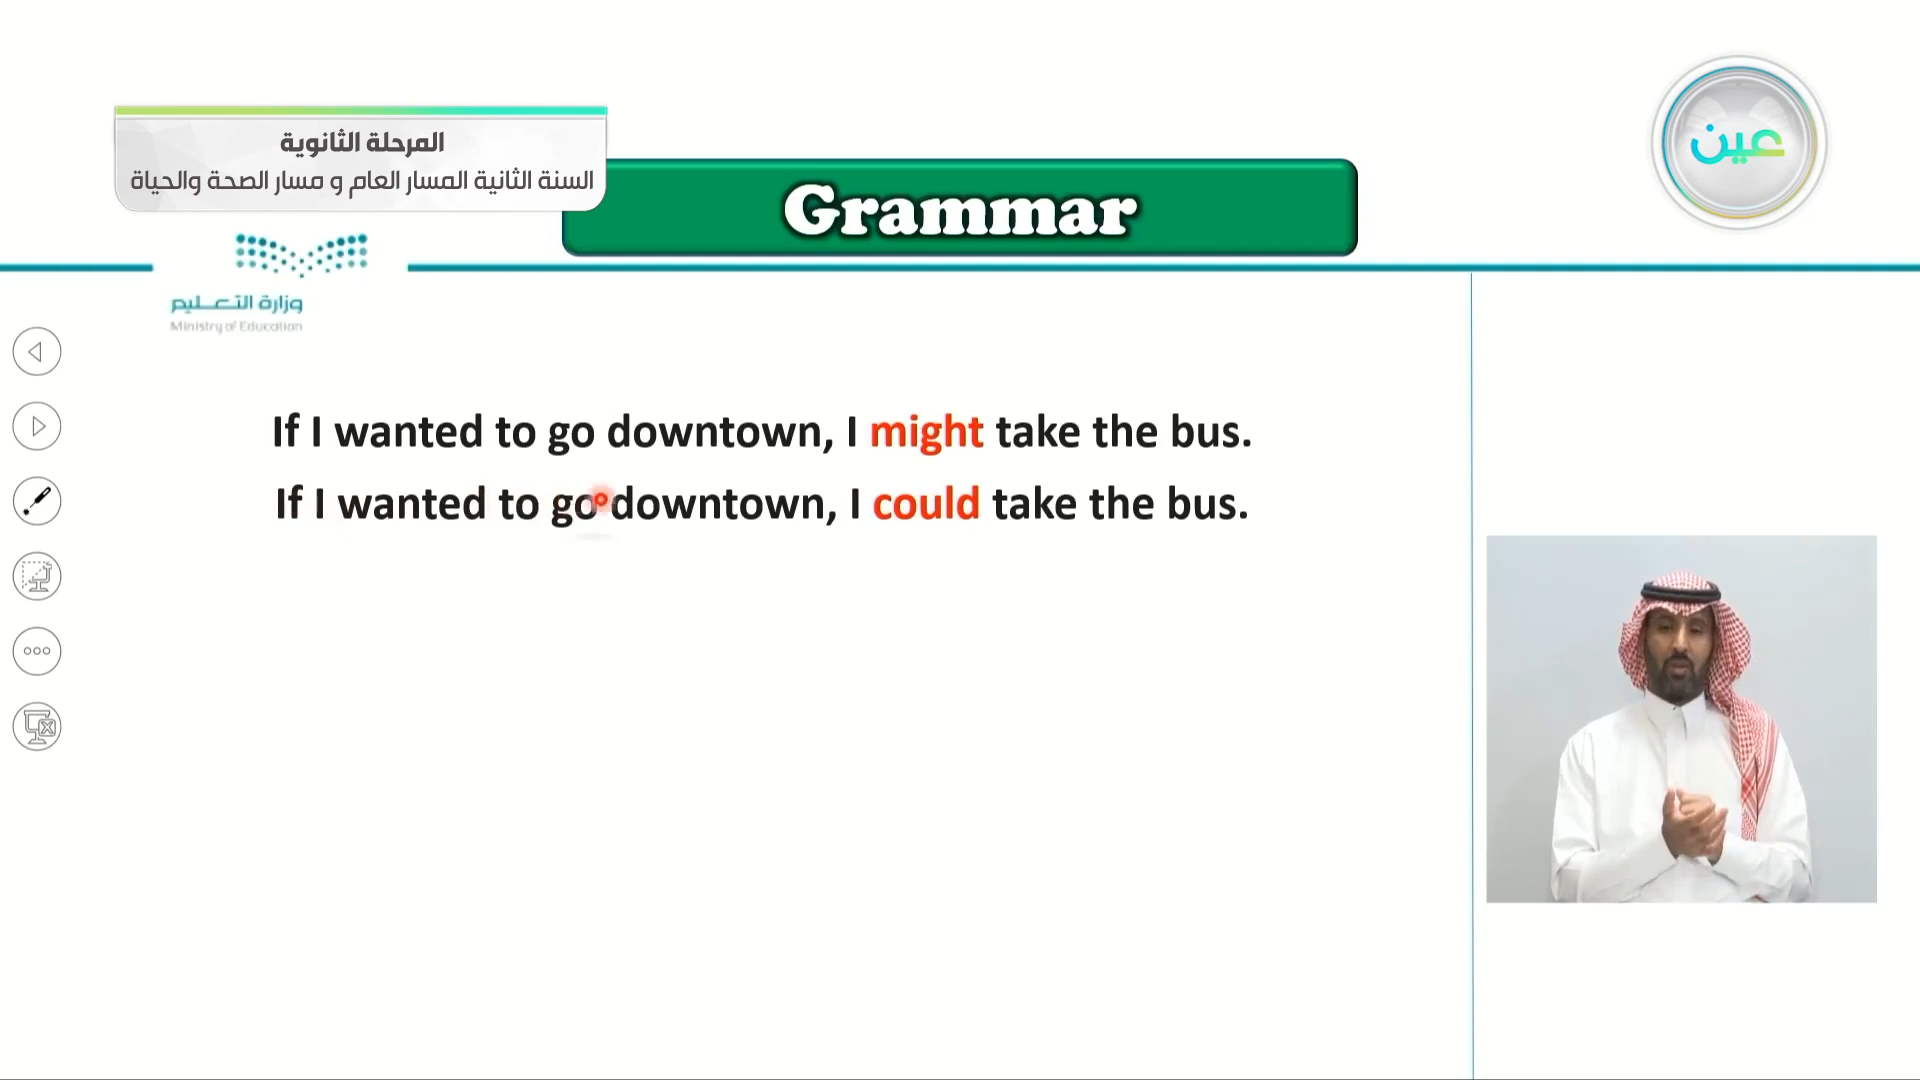 المرحلة الثانوية
السنة الثانية المسار العام و مسار الصحة والحياة
عين
Grammar
وزارة التعـــليم
Ministry of Education
If I wanted to go downtown, I might take the bus.
If I wanted to go downtown, I could take the bus.